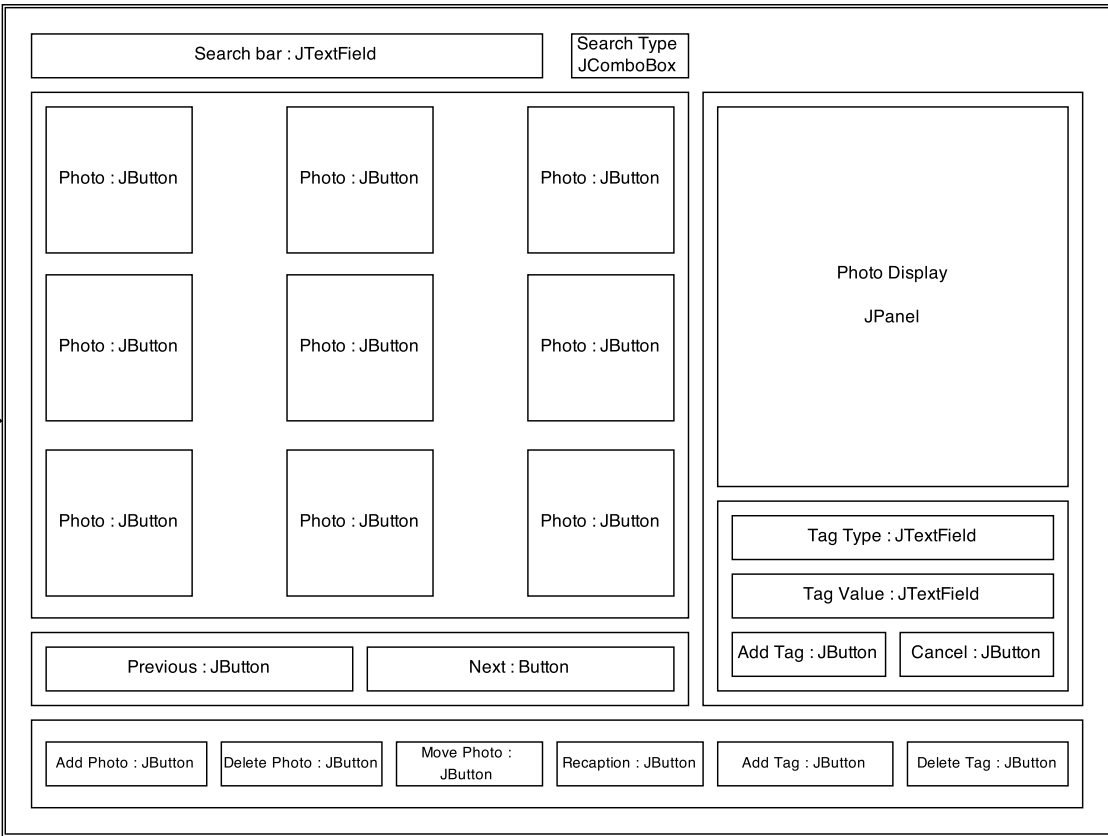 Search bar : JTextField
Search Type
JComboBox
Photo : JButton
Photo : JButton
Photo : JButton
Photo : JButton
Photo : JButton
Photo : JButton
Photo : JButton
Photo : JButton
Photo : JButton
Previous : JButton
Next : Button
Photo Display
JPanel
Tag Type : JTextField
Tag Value : JTextField
Add Tag : JButton
Cancel : JButton
Add Photo : JButton
Delete Photo : JButton
Move Photo :
JButton
Recaption : JButton
Add Tag : JButton
Delete Tag : JButton